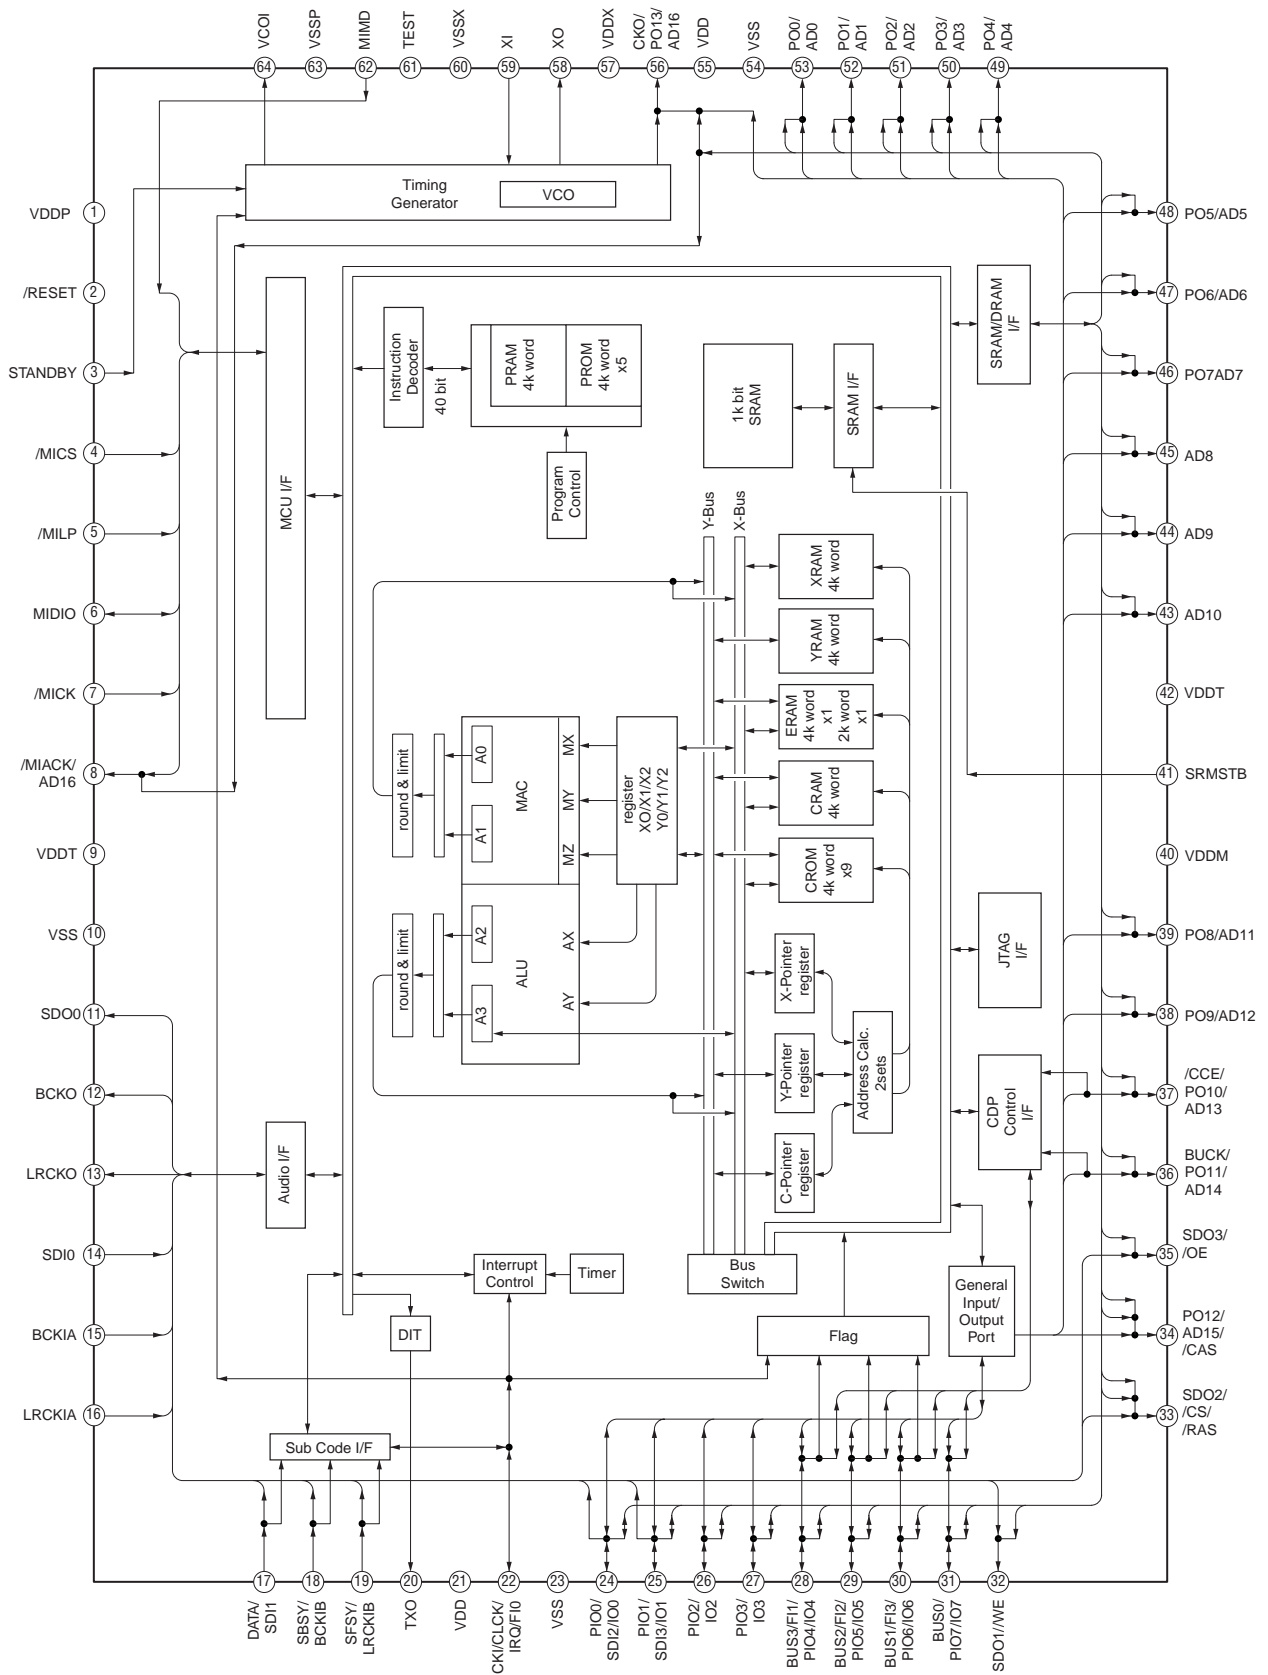 VCOI
VSSP
MIMD
TEST
VSSX
XI
XO
VDDX
CKO/
PO13/
AD16
VDD
VSS
PO0/
AD0
PO1/
AD1
PO2/
AD2
PO3/
AD3
PO4/
AD4
64
63
62
61
60
59
58
57
56
55
54
53
52
51
50
49
Timing
Generator
VCO
VDDP
1
/RESET
2
STANDBY
3
/MICS
4
/MILP
5
MIDIO
6
/MICK
7
/MIACK/
AD16
8
VDDT
9
VSS
10
SDO0
11
BCKO
12
LRCKO
13
SDI0
14
BCKIA
15
LRCKIA
16
MCU I/F
Audio I/F
Instruction
Decoder
40 bit
PRAM
4k word
PROM
4k word
x5
Program
Control
1k bit
SRAM
SRAM I/F
SRAM/DRAM
I/F
Y-Bus
X-Bus
XRAM
4k word
YRAM
4k word
ERAM
4k word
x1
2k word
x1
CRAM
4k word
CROM
4k word
x9
round & limit
A0
A1
MAC
MX
MY
MZ
register
XO/X1/X2
Y0/Y1/Y2
round & limit
A2
A3
ALU
AX
AY
X-Pointer
register
Y-Pointer
register
C-Pointer
register
Address Calc.
2sets
JTAG
I/F
CDP
Control
I/F
Interrupt
Control
Timer
Bus
Switch
DIT
Flag
General
Input/
Output
Port
Sub Code I/F
48
PO5/AD5
47
PO6/AD6
46
PO7AD7
45
AD8
44
AD9
43
AD10
42
VDDT
41
SRMSTB
40
VDDM
39
PO8/AD11
38
PO9/AD12
37
/CCE/
PO10/
AD13
36
BUCK/
PO11/
AD14
35
SDO3/
/OE
34
PO12/
AD15/
/CAS
33
SDO2/
/CS/
/RAS
17
18
19
20
21
22
23
24
25
26
27
28
29
30
31
32
DATA/
SDI1
SBSY/
BCKIB
SFSY/
LRCKIB
TXO
VDD
CKI/CLCK/
IRQ/FI0
VSS
PIO0/
SDI2/IO0
PIO1/
SDI3/IO1
PIO2/
IO2
PIO3/
IO3
BUS3/FI1/
PIO4/IO4
BUS2/FI2/
PIO5/IO5
BUS1/FI3/
PIO6/IO6
BUS0/
PIO7/IO7
SDO1//WE